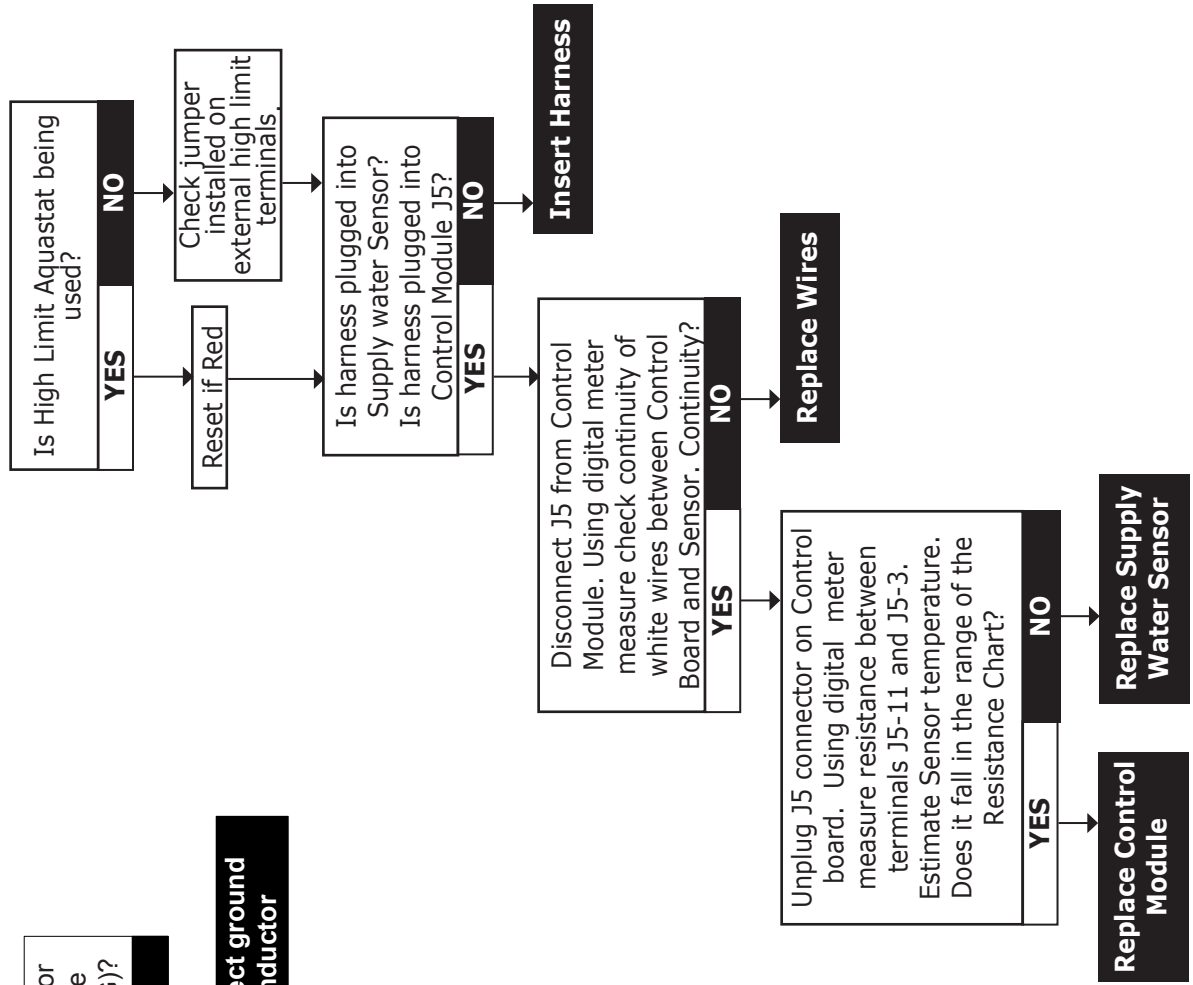 Is High Limit Aquastat being
used?
YES
NO
Reset if Red
Check jumper
installed on
external high limit
terminals.
Is harness plugged into
Supply water Sensor?
Is harness plugged into
Control Module J5?
YES
NO
Insert Harness
Disconnect J5 from Control
Module. Using digital meter
measure check continuity of
white wires between Control
Board and Sensor. Continuity?
YES
NO
Replace Wires
Unplug J5 connector on Control
board. Using digital meter
measure resistance between
terminals J5-11 and J5-3.
Estimate Sensor temperature.
Does it fall in the range of the
Resistance Chart?
YES
NO
Replace Control
Module
Replace Supply
Water Sensor
ground